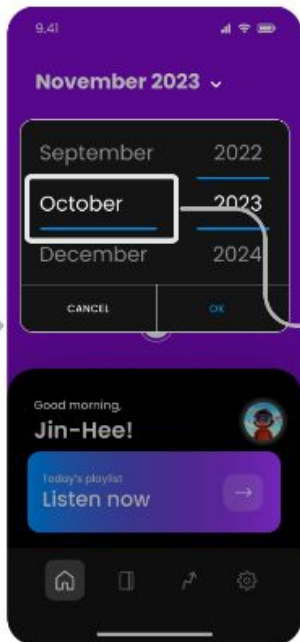 9.41
November 2023
September 2022
October 2023
December 2024
CANCEL OK
Good morning,
Jin-Hee!
Today's playlist
Listen now